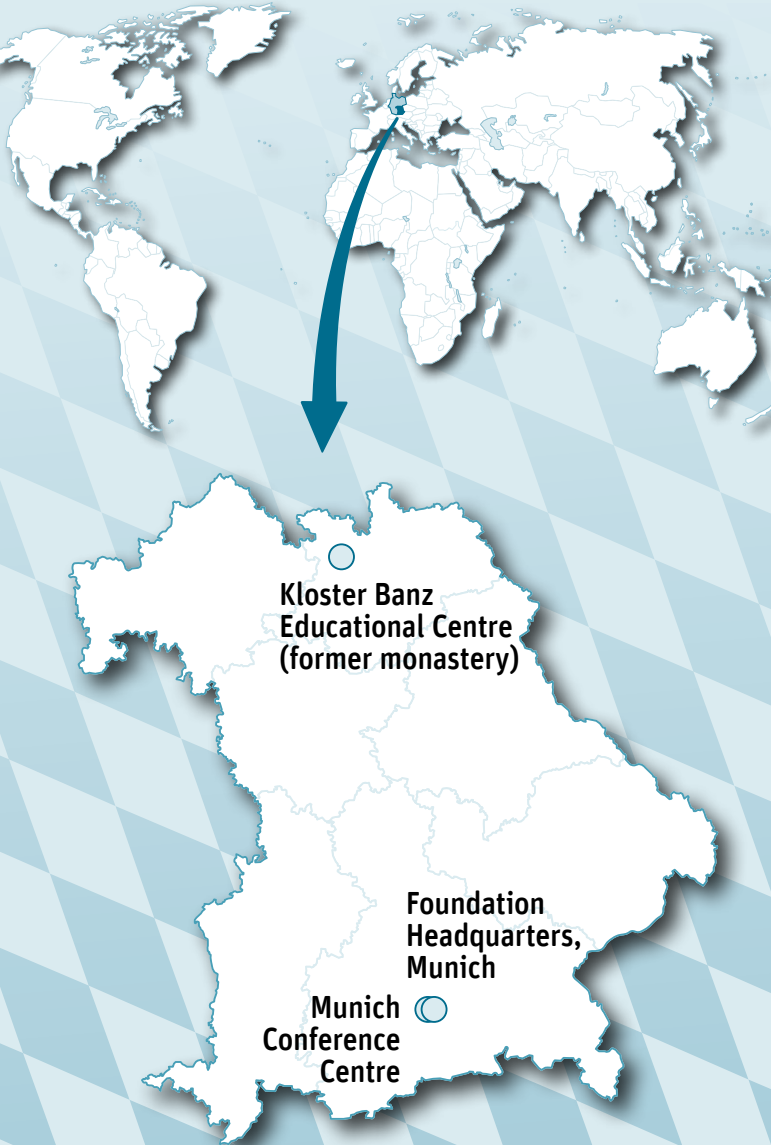 Kloster Banz
Educational Centre
(former monastery)
Foundation
Headquarters,
Munich
Munich
Conference
Centre